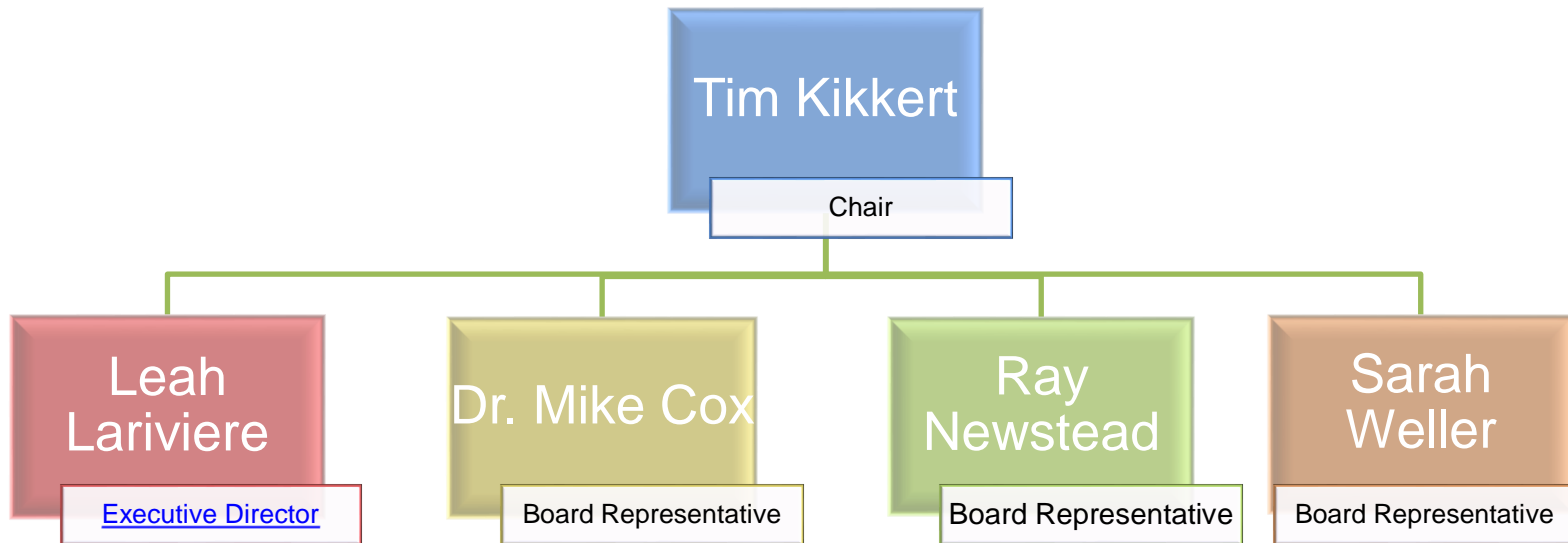 Tim Kikkert
Chair
Leah
Lariviere
Executive Director
Dr. Mike Cox
Board Representative
Ray
Newstead
Board Representative
Sarah
Weller
Board Representative